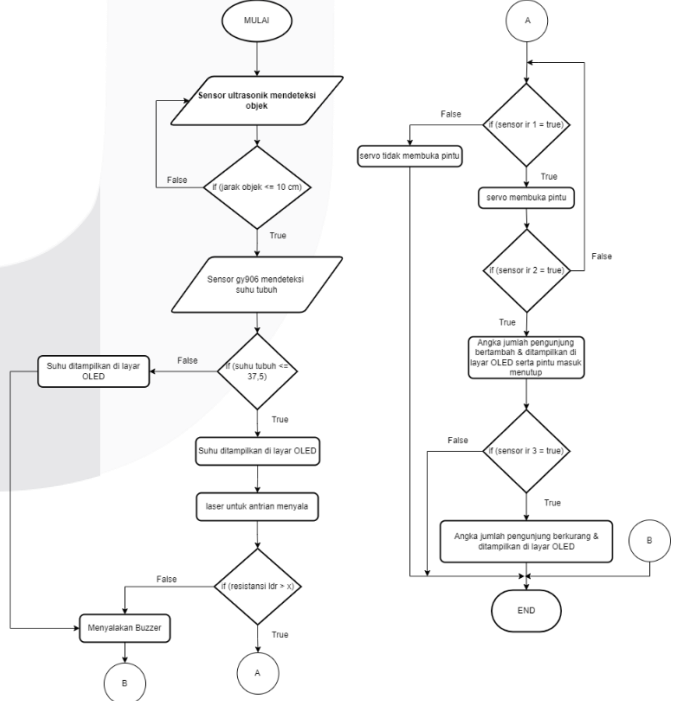 MULAI
Sensor ultrasonik mendeteksi
objek
False
if (jarak objek <= 10 cm)
True
Sensor gy906 mendeteksi
suhu tubuh
Suhu ditampilkan di layar
OLED
False
if (suhu tubuh <=
37,5)
True
Suhu ditampilkan di layar OLED
laser untuk antrian menyala
False
if (resistansi ldr > x)
True
Menyalakan Buzzer
B
A
A
False
if (sensor ir 1 = true)
servo tidak membuka pintu
True
servo membuka pintu
if (sensor ir 2 = true)
False
True
Angka jumlah pengunjung
bertambah & ditampilkan di
layar OLED serta pintu masuk
menutup
False
if (sensor ir 3 = true)
True
Angka jumlah pengunjung berkurang &
ditampilkan di layar OLED
B
END